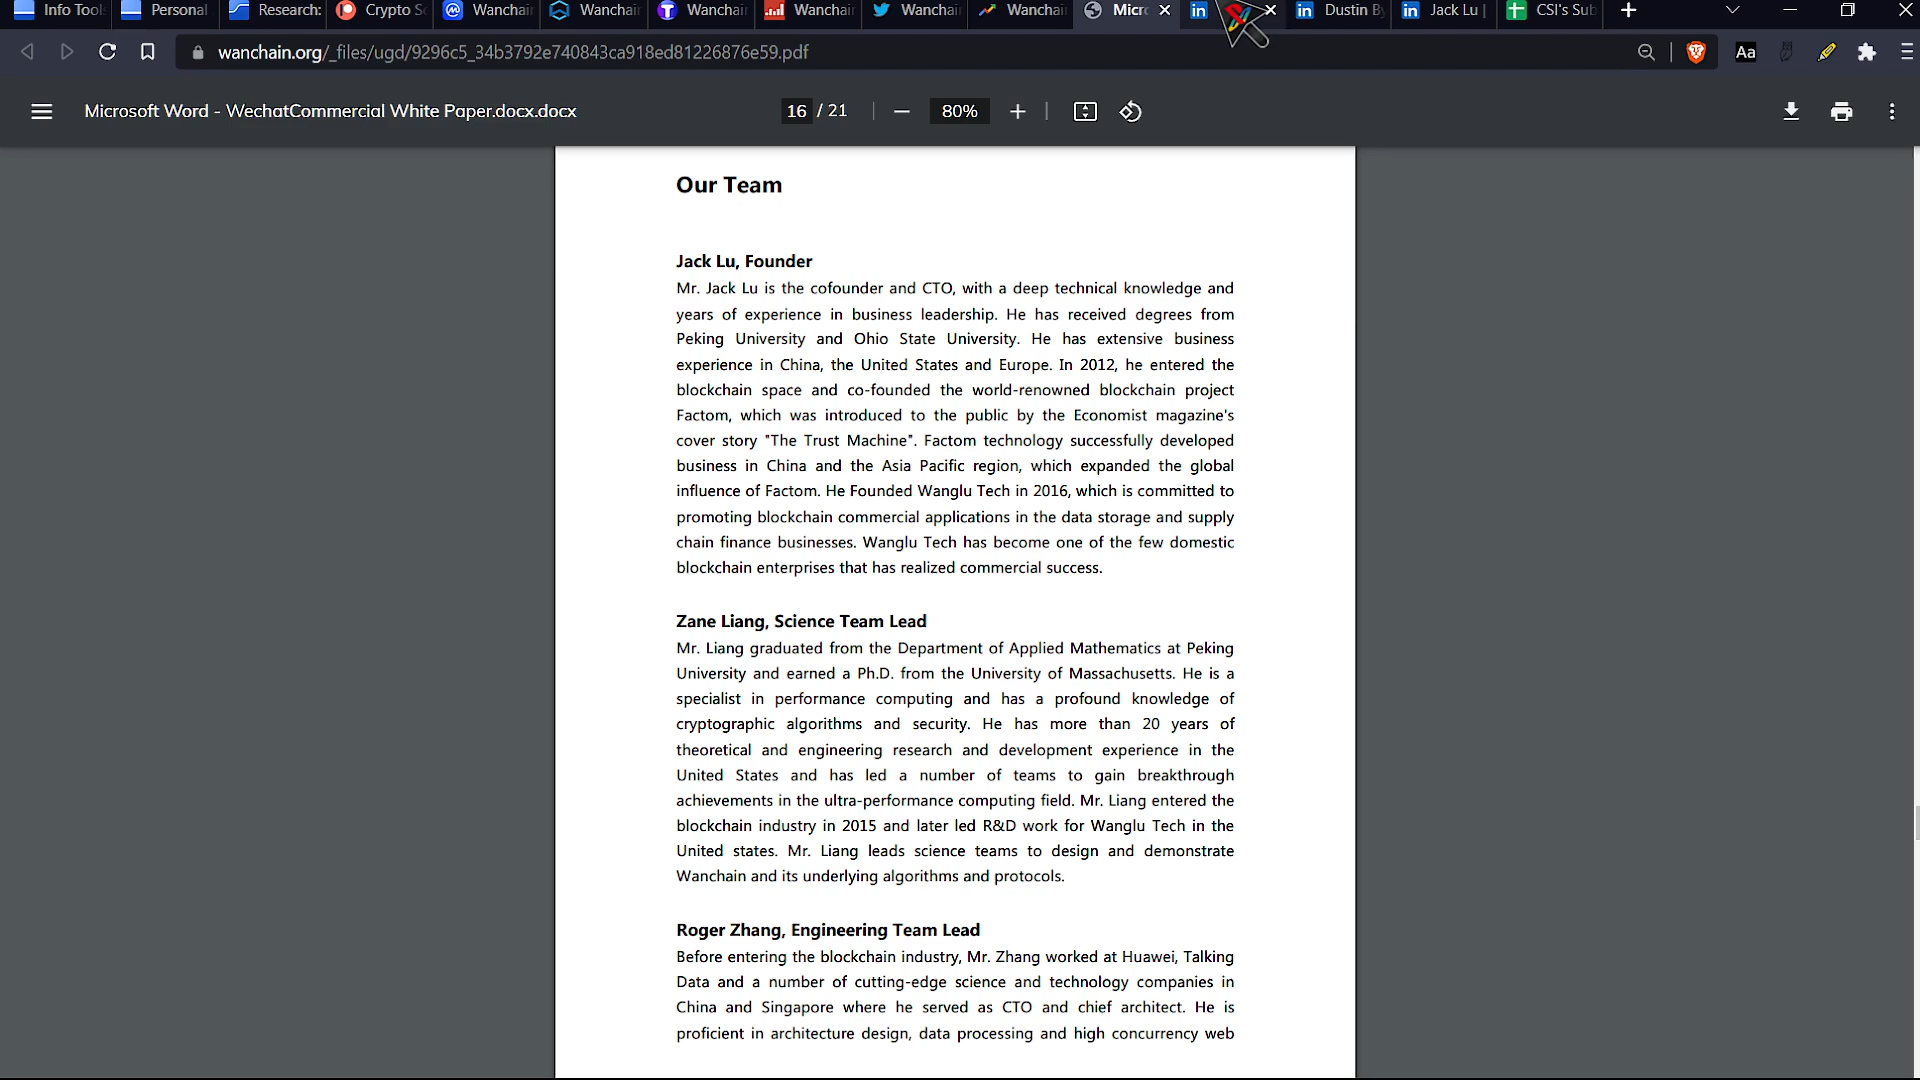 Info Tool
Personal
Research:
Crypto S
Wanchain
Wanchain
Wanchain
Wanchain
Wanchain
Wanchain
Micr
Dustin B
Jack Lu |
CSI's Sub
wanchain.org/_files/ugd/9296c5_34b3792e740843ca918ed81226876e59.pdf
Aa
Microsoft Word - WechatCommercial White Paper.docx.docx
16 / 21
80%
Our Team
Jack Lu, Founder
Mr. Jack Lu is the cofounder and CTO, with a deep technical knowledge and
years of experience in business leadership. He has received degrees from
Peking University and Ohio State University. He has extensive business
experience in China, the United States and Europe. In 2012, he entered the
blockchain space and co-founded the world-renowned blockchain project
Factom, which was introduced to the public by the Economist magazine's
cover story "The Trust Machine". Factom technology successfully developed
business in China and the Asia Pacific region, which expanded the global
influence of Factom. He Founded Wanglu Tech in 2016, which is committed to
promoting blockchain commercial applications in the data storage and supply
chain finance businesses. Wanglu Tech has become one of the few domestic
blockchain enterprises that has realized commercial success.
Zane Liang, Science Team Lead
Mr. Liang graduated from the Department of Applied Mathematics at Peking
University and earned a Ph.D. from the University of Massachusetts. He is a
specialist in performance computing and has a profound knowledge of
cryptographic algorithms and security. He has more than 20 years of
theoretical and engineering research and development experience in the
United States and has led a number of teams to gain breakthrough
achievements in the ultra-performance computing field. Mr. Liang entered the
blockchain industry in 2015 and later led R&D work for Wanglu Tech in the
United states. Mr. Liang leads science teams to design and demonstrate
Wanchain and its underlying algorithms and protocols.
Roger Zhang, Engineering Team Lead
Before entering the blockchain industry, Mr. Zhang worked at Huawei, Talking
Data and a number of cutting-edge science and technology companies in
China and Singapore where he served as CTO and chief architect. He is
proficient in architecture design, data processing and high concurrency web